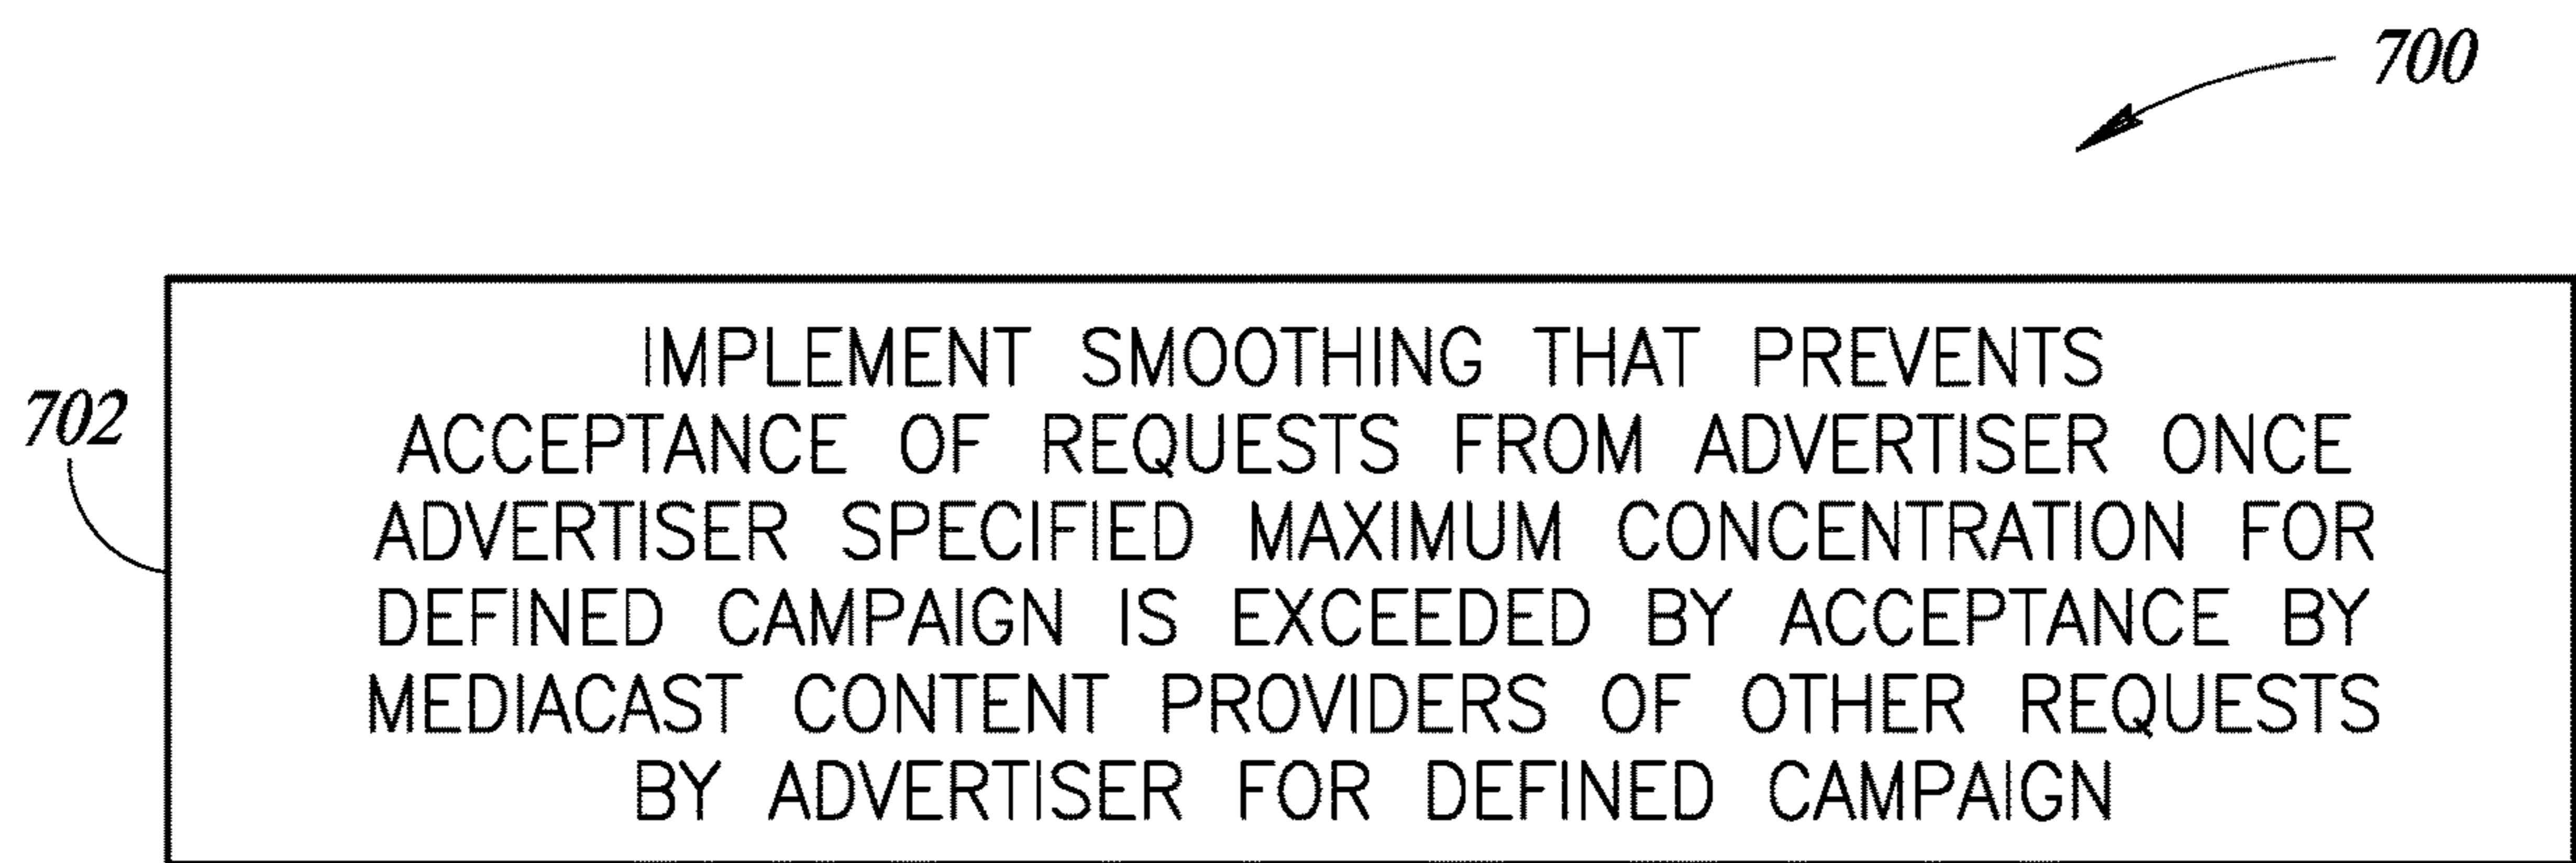 700
IMPLEMENT SMOOTHING THAT PREVENTS
ACCEPTANCE OF REQUESTS FROM ADVERTISER ONCE
ADVERTISER SPECIFIED MAXIMUM CONCENTRATION FOR
DEFINED CAMPAIGN IS EXCEEDED BY ACCEPTANCE BY
MEDIACAST CONTENT PROVIDERS OF OTHER REQUESTS
BY ADVERTISER FOR DEFINED CAMPAIGN
702